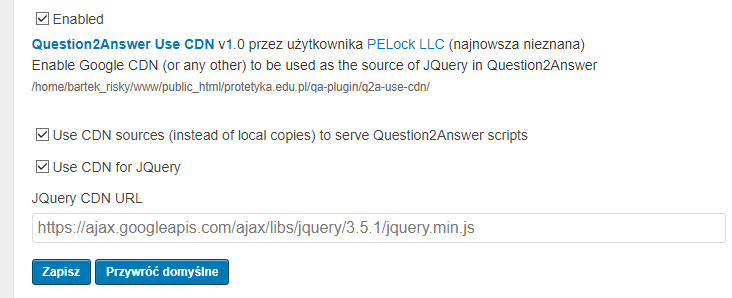 Enabled
Question2Answer Use CDN v1.0 przez użytkownika PELock LLC (najnowsza nieznana)
Enable Google CDN (or any other) to be used as the source of JQuery in Question2Answer
/home/bartek_risky/www/public_html/protetyka.edu.pl/qa-plugin/q2a-use-cdn/
Use CDN sources (instead of local copies) to serve Question2Answer scripts
Use CDN for JQuery
JQuery CDN URL
https://ajax.googleapis.com/ajax/libs/jquery/3.5.1/jquery.min.js
Zapisz Przywróć domyślne